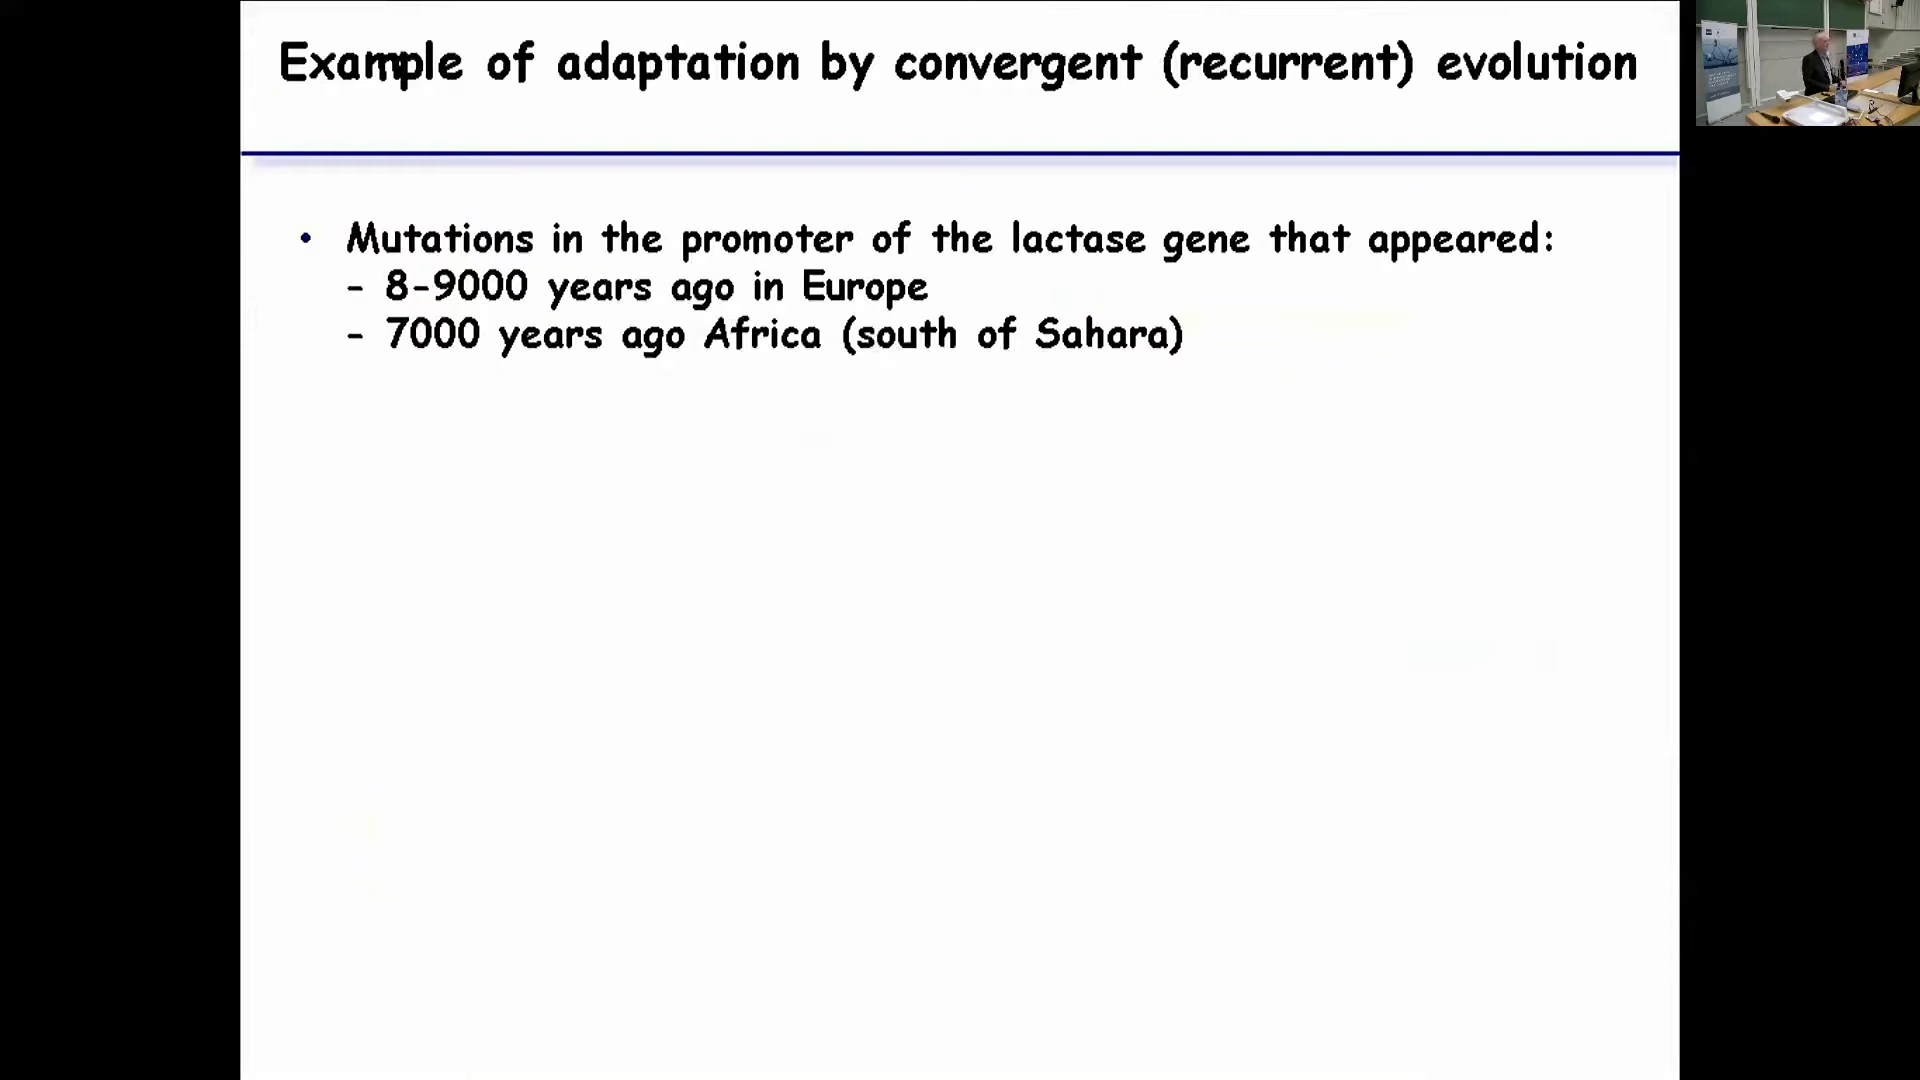 Example of adaptation by convergent (recurrent) evolution
• Mutations in the promoter of the lactase gene that appeared:
- 8-9000 years ago in Europe
- 7000 years ago Africa (south of Sahara)